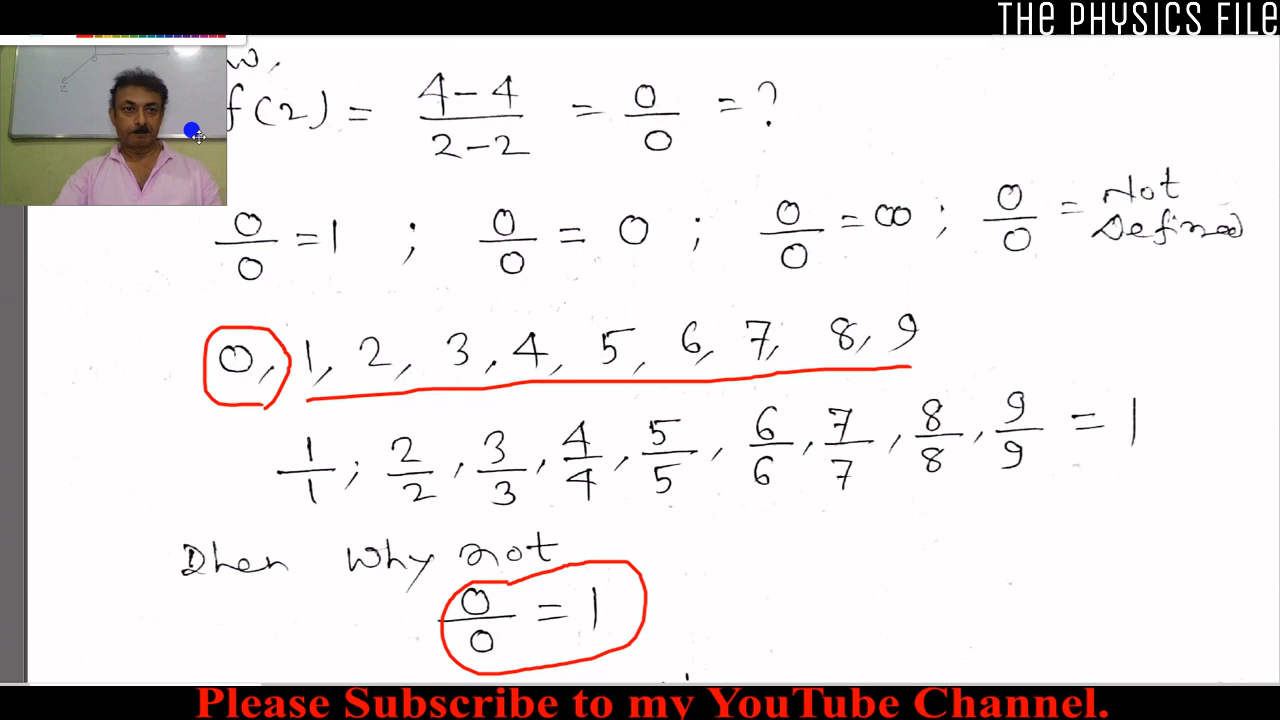 THE PHYSICS FILE
w,
f(2) = 4-4/2-2 = 0/0 = ?
0/0 = 1 ; 0/0 = 0 ; 0/0 = ∞ ; 0/0 = Not Defined
0, 1, 2, 3, 4, 5, 6, 7, 8, 9
1/1 ; 2/2 , 3/3 , 4/4 , 5/5 , 6/6 , 7/7 , 8/8 , 9/9 = 1
Then why not
0/0 = 1
Please Subscribe to my YouTube Channel.